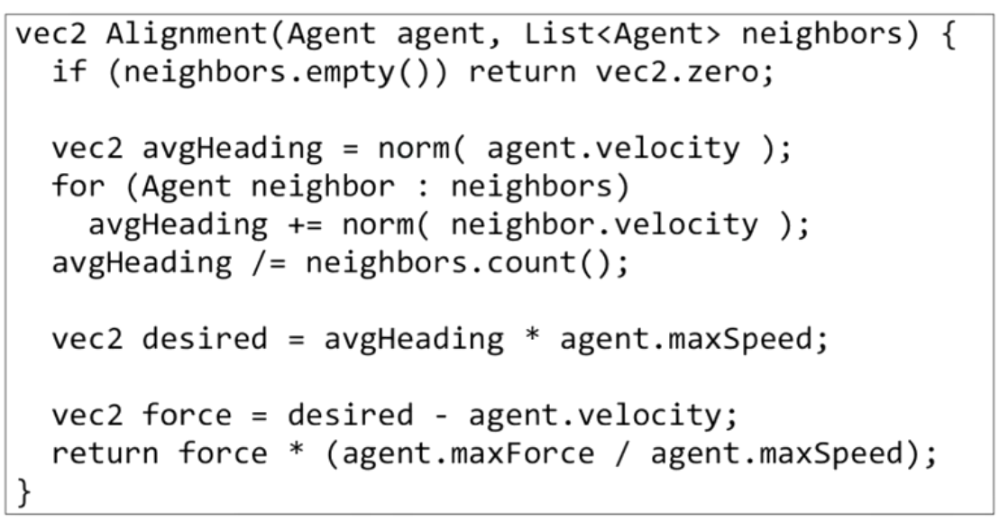 vec2 Alignment(Agent agent, List<Agent> neighbors) {
  if (neighbors.empty()) return vec2.zero;

  vec2 avgHeading = norm( agent.velocity );
  for (Agent neighbor : neighbors)
    avgHeading += norm( neighbor.velocity );
  avgHeading /= neighbors.count();

  vec2 desired = avgHeading * agent.maxSpeed;

  vec2 force = desired - agent.velocity;
  return force * (agent.maxForce / agent.maxSpeed);
}